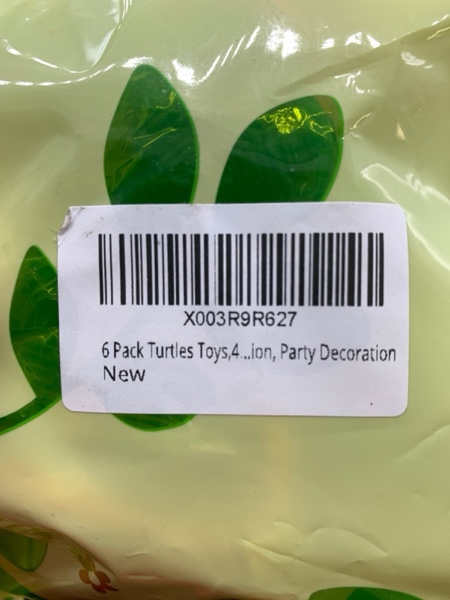 X003R9R627
6 Pack Turtles Toys,4...ion, Party Decoration
New